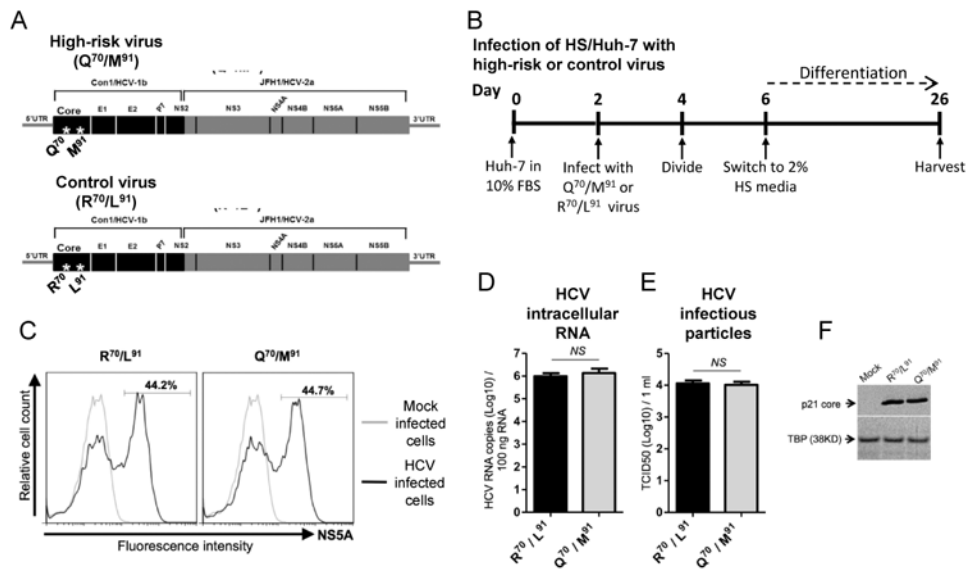 A
High-risk virus
(Q⁷⁰/M⁹¹)
Con1/HCV-1b
JFH1/HCV-2a
5'UTR
Core
E1
E2
P7
NS2
NS3
NS4A
NS4B
NS5A
NS5B
3'UTR
Q⁷⁰
M⁹¹
Control virus
(R⁷⁰/L⁹¹)
Con1/HCV-1b
JFH1/HCV-2a
5'UTR
Core
E1
E2
P7
NS2
NS3
NS4A
NS4B
NS5A
NS5B
3'UTR
R⁷⁰
L⁹¹
B
Infection of HS/Huh-7 with
high-risk or control virus
Differentiation
Day
0
2
4
6
26
Huh-7 in
10% FBS
Infect with
Q⁷⁰/M⁹¹ or
R⁷⁰/L⁹¹ virus
Divide
Switch to 2%
HS media
Harvest
C
R⁷⁰/L⁹¹
Q⁷⁰/M⁹¹
44.2%
44.7%
Relative cell count
Fluorescence intensity
NS5A
Mock
infected
cells
HCV
infected
cells
D
HCV
intracellular
RNA
NS
HCV RNA copies (Log10) /
100 ng RNA
7
6
5
4
3
2
1
0
R⁷⁰/L⁹¹
Q⁷⁰/M⁹¹
E
HCV
infectious
particles
NS
TCID50 (Log10) / 1 ml
5
4
3
2
1
0
R⁷⁰/L⁹¹
Q⁷⁰/M⁹¹
F
Mock
R⁷⁰/L⁹¹
Q⁷⁰/M⁹¹
p21 core
TBP (38KD)